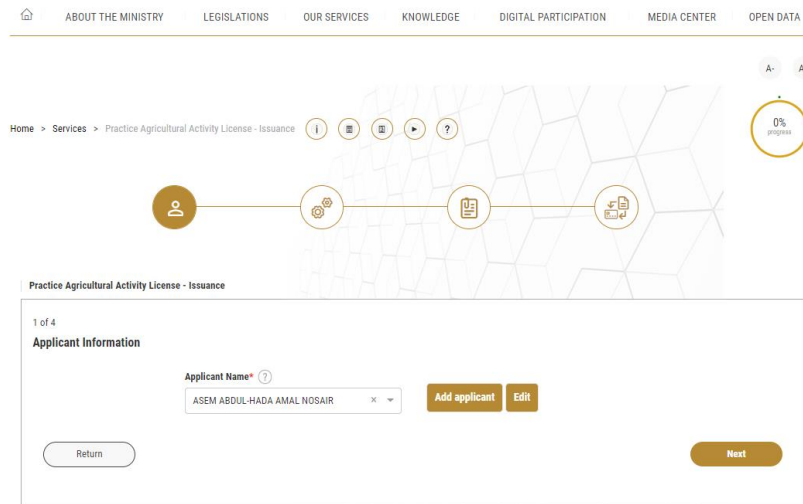 ABOUT THE MINISTRY LEGISLATIONS OUR SERVICES KNOWLEDGE DIGITAL PARTICIPATION MEDIA CENTER OPEN DATA
A- A
Home > Services > Practice Agricultural Activity License - Issuance i ?
0%
progress
Practice Agricultural Activity License - Issuance
1 of 4
Applicant Information
Applicant Name* ?
ASEM ABDUL-HADA AMAL NOSAIR × Add applicant Edit
Return Next